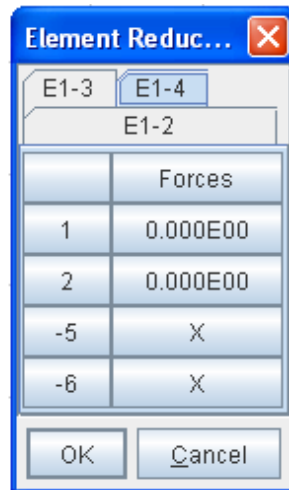 Element Reduc...
E1-3 E1-4
E1-2
Forces
1 0.000E00
2 0.000E00
-5 X
-6 X
OK Cancel